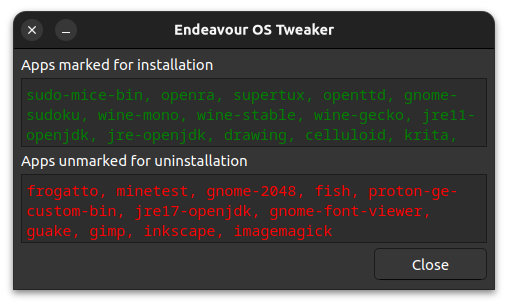 Endeavour OS Tweaker
Apps marked for installation
sudo-mice-bin, openra, supertux, openttd, gnome-
sudoku, wine-mono, wine-stable, wine-gecko, jre11-
openjdk, jre-openjdk, drawing, celluloid, krita,
Apps unmarked for uninstallation
frogatto, minetest, gnome-2048, fish, proton-ge-
custom-bin, jre17-openjdk, gnome-font-viewer,
guake, gimp, inkscape, imagemagick
Close